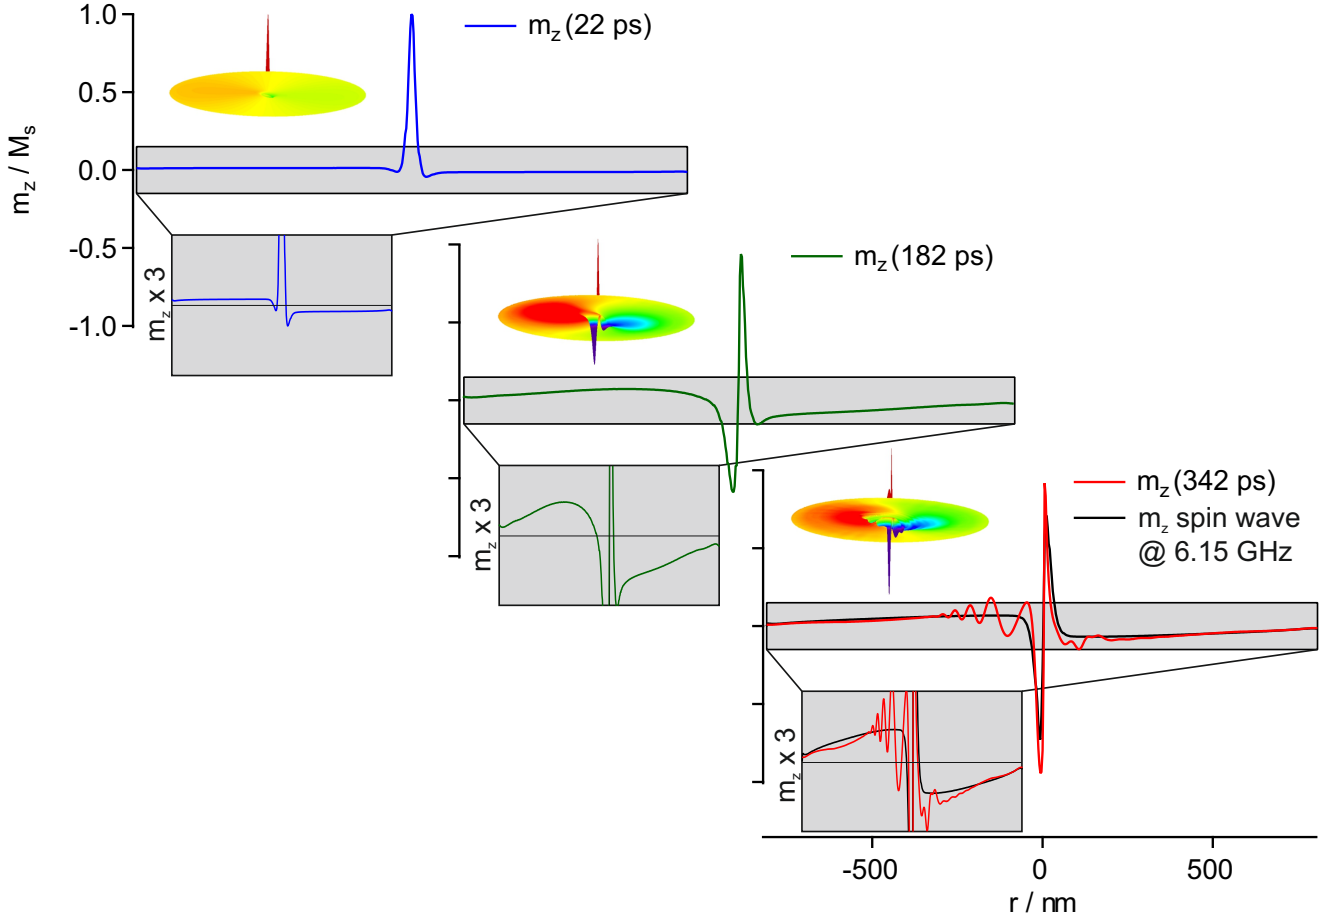 1.0
0.5
0.0
-0.5
-1.0
m_z / M_s
m_z (22 ps)
m_z x 3
m_z (182 ps)
m_z x 3
m_z (342 ps)
m_z spin wave
@ 6.15 GHz
m_z x 3
-500 0 500
r / nm